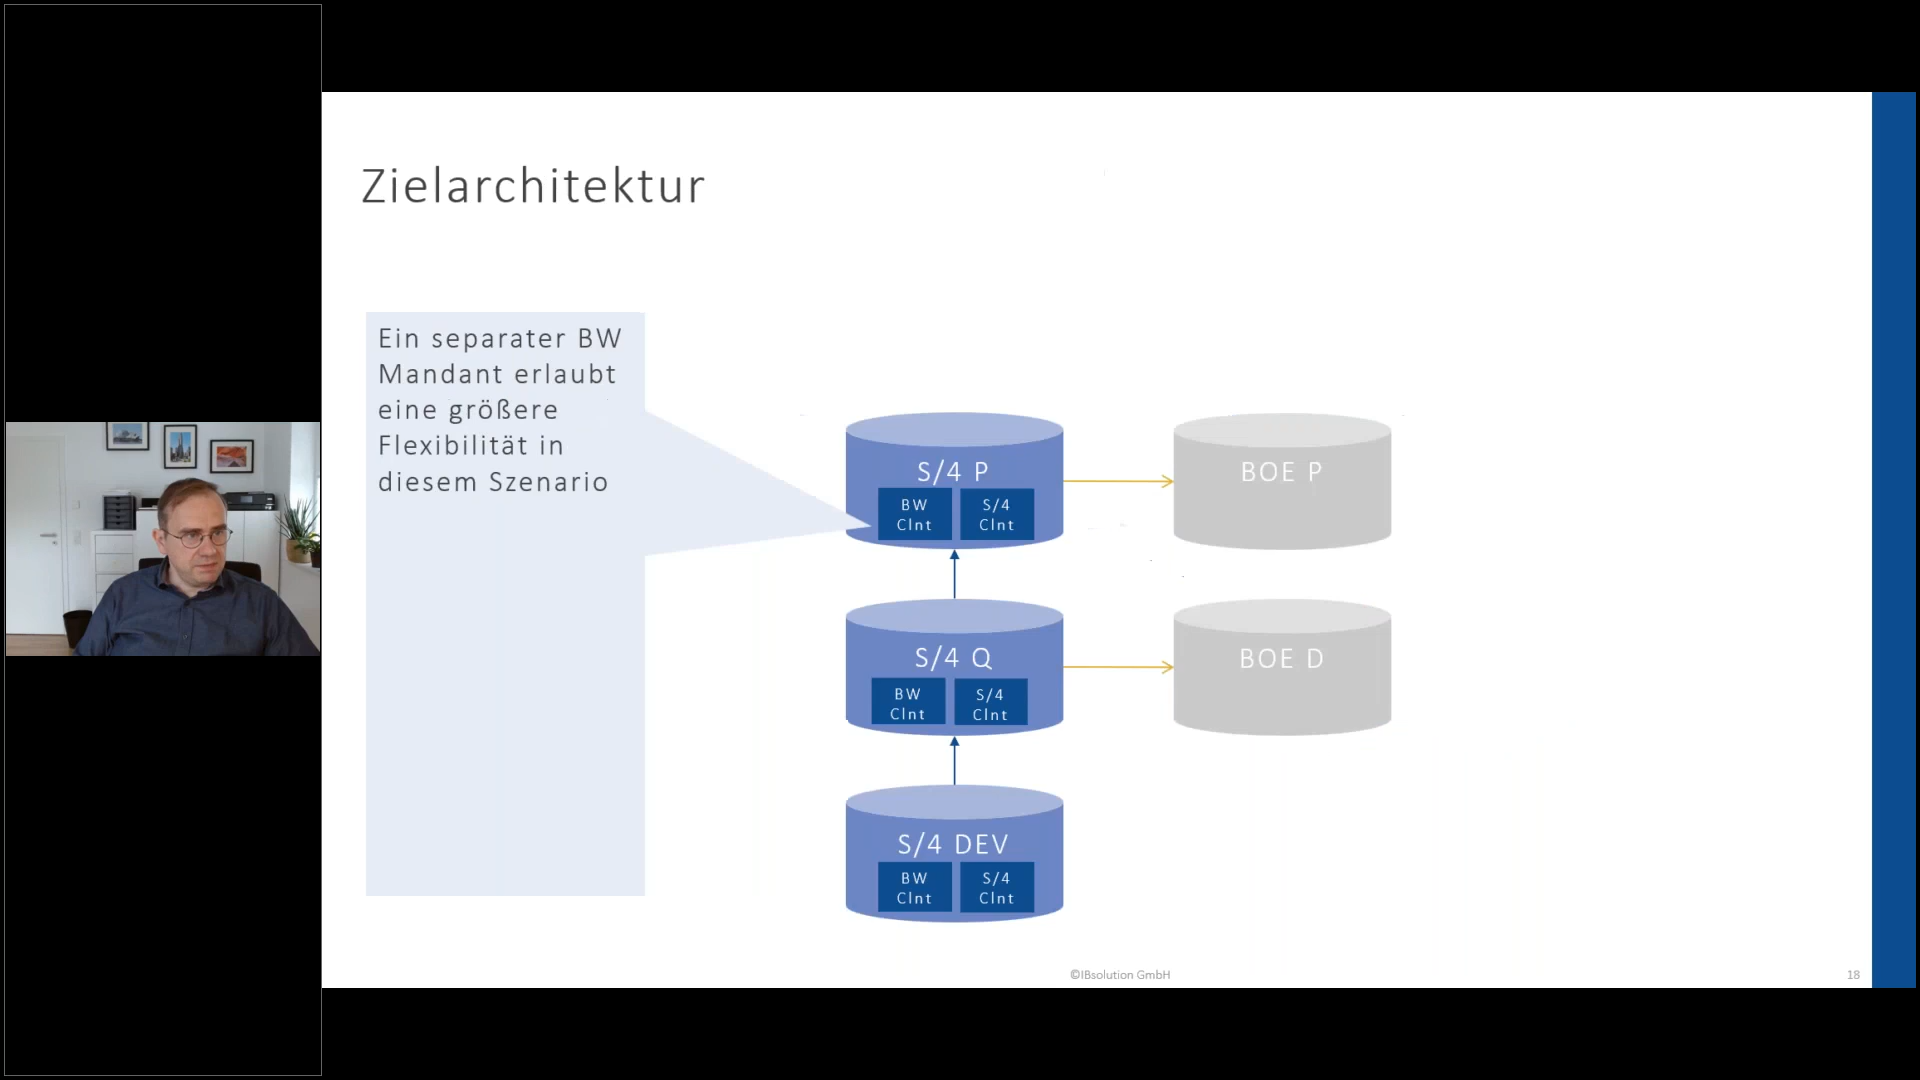 Zielarchitektur
Ein separater BW
Mandant erlaubt
eine größere
Flexibilität in
diesem Szenario
S/4 P
BW
Clnt
S/4
Clnt
BOE P
S/4 Q
BW
Clnt
S/4
Clnt
BOE D
S/4 DEV
BW
Clnt
S/4
Clnt
©IBsolution GmbH
18